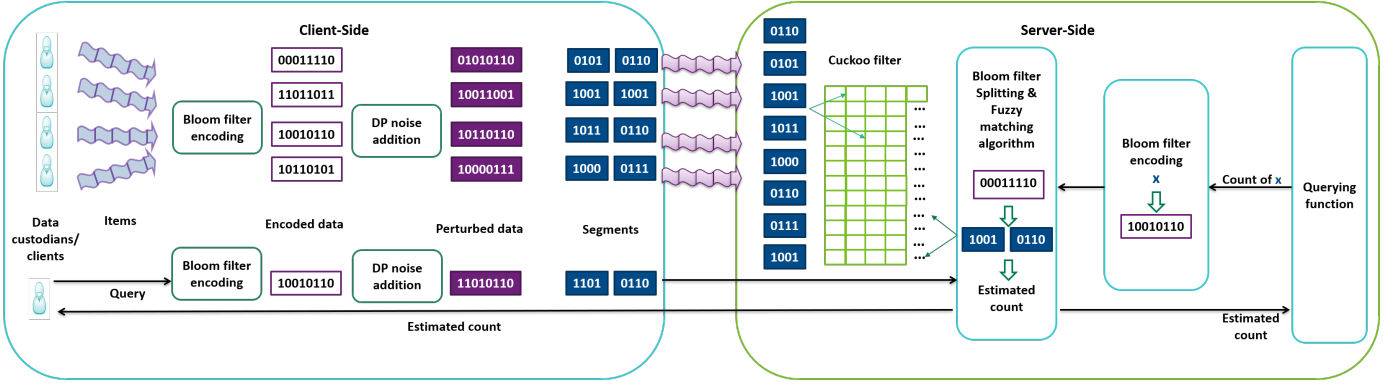 Client-Side
Server-Side
00011110
11011011
10010110
10110101
Bloom filter
encoding
DP noise
addition
01010110
10011001
10110110
10000111
0101 0110
1001 1001
1011 0110
1000 0111
Data
custodians/
clients
Items
Encoded data
Perturbed data
Segments
Query
Bloom filter
encoding
10010110
DP noise
addition
11010110
1101 0110
Estimated count
0110
0101
1001
1011
1000
0110
0111
1001
Cuckoo filter
...
...
...
...
...
...
...
...
...
...
...
Bloom filter
Splitting &
Fuzzy
matching
algorithm
00011110
1001 0110
Estimated
count
Bloom filter
encoding
x
10010110
Count of x
Querying
function
Estimated
count